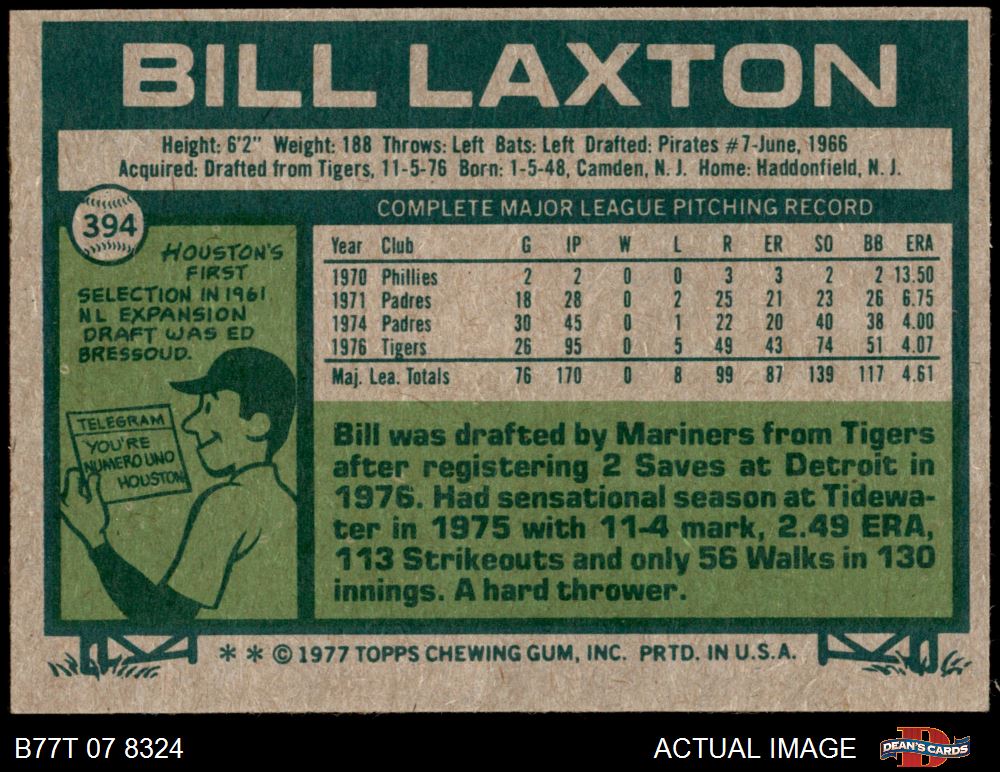 BILL LAXTON
Height: 6'2" Weight: 188 Throws: Left Bats: Left Drafted: Pirates #7-June, 1966
Acquired: Drafted from Tigers, 11-5-76 Born: 1-5-48, Camden, N. J. Home: Haddonfield, N. J.
394
COMPLETE MAJOR LEAGUE PITCHING RECORD
HOUSTON'S
FIRST
SELECTION IN 1961
NL EXPANSION
DRAFT WAS ED
BRESSOUD.
TELEGRAM
YOU'RE
NUMERO UNO
HOUSTON
Year Club G IP W L R ER SO BB ERA
1970 Phillies 2 2 0 0 3 3 2 2 13.50
1971 Padres 18 28 0 2 25 21 23 26 6.75
1974 Padres 30 45 0 1 22 20 40 38 4.00
1976 Tigers 26 95 0 5 49 43 74 51 4.07
Maj. Lea. Totals 76 170 0 8 99 87 139 117 4.61
Bill was drafted by Mariners from Tigers
after registering 2 Saves at Detroit in
1976. Had sensational season at Tidewa-
ter in 1975 with 11-4 mark, 2.49 ERA,
113 Strikeouts and only 56 Walks in 130
innings. A hard thrower.
* * © 1977 TOPPS CHEWING GUM, INC. PRTD. IN U.S.A.
B77T 07 8324
ACTUAL IMAGE
DEAN'S CARDS